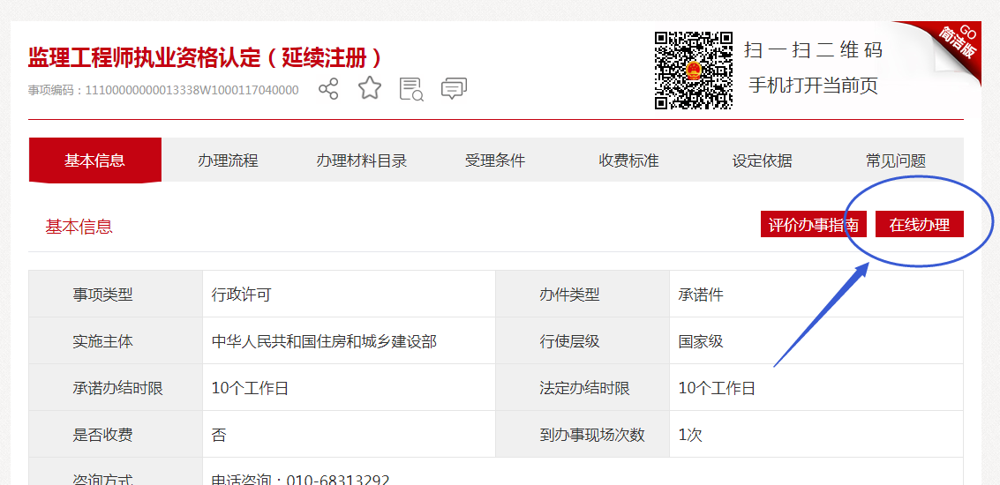 监理工程师执业资格认定（延续注册）
事项编码：11100000000013338W1000117040000
扫一扫二维码
手机打开当前页
GO
简洁版
基本信息 办理流程 办理材料目录 受理条件 收费标准 设定依据 常见问题
基本信息 评价办事指南 在线办理
事项类型 行政许可 办件类型 承诺件
实施主体 中华人民共和国住房和城乡建设部 行使层级 国家级
承诺办结时限 10个工作日 法定办结时限 10个工作日
是否收费 否 到办事现场次数 1次
咨询方式 电话咨询：010-68313292